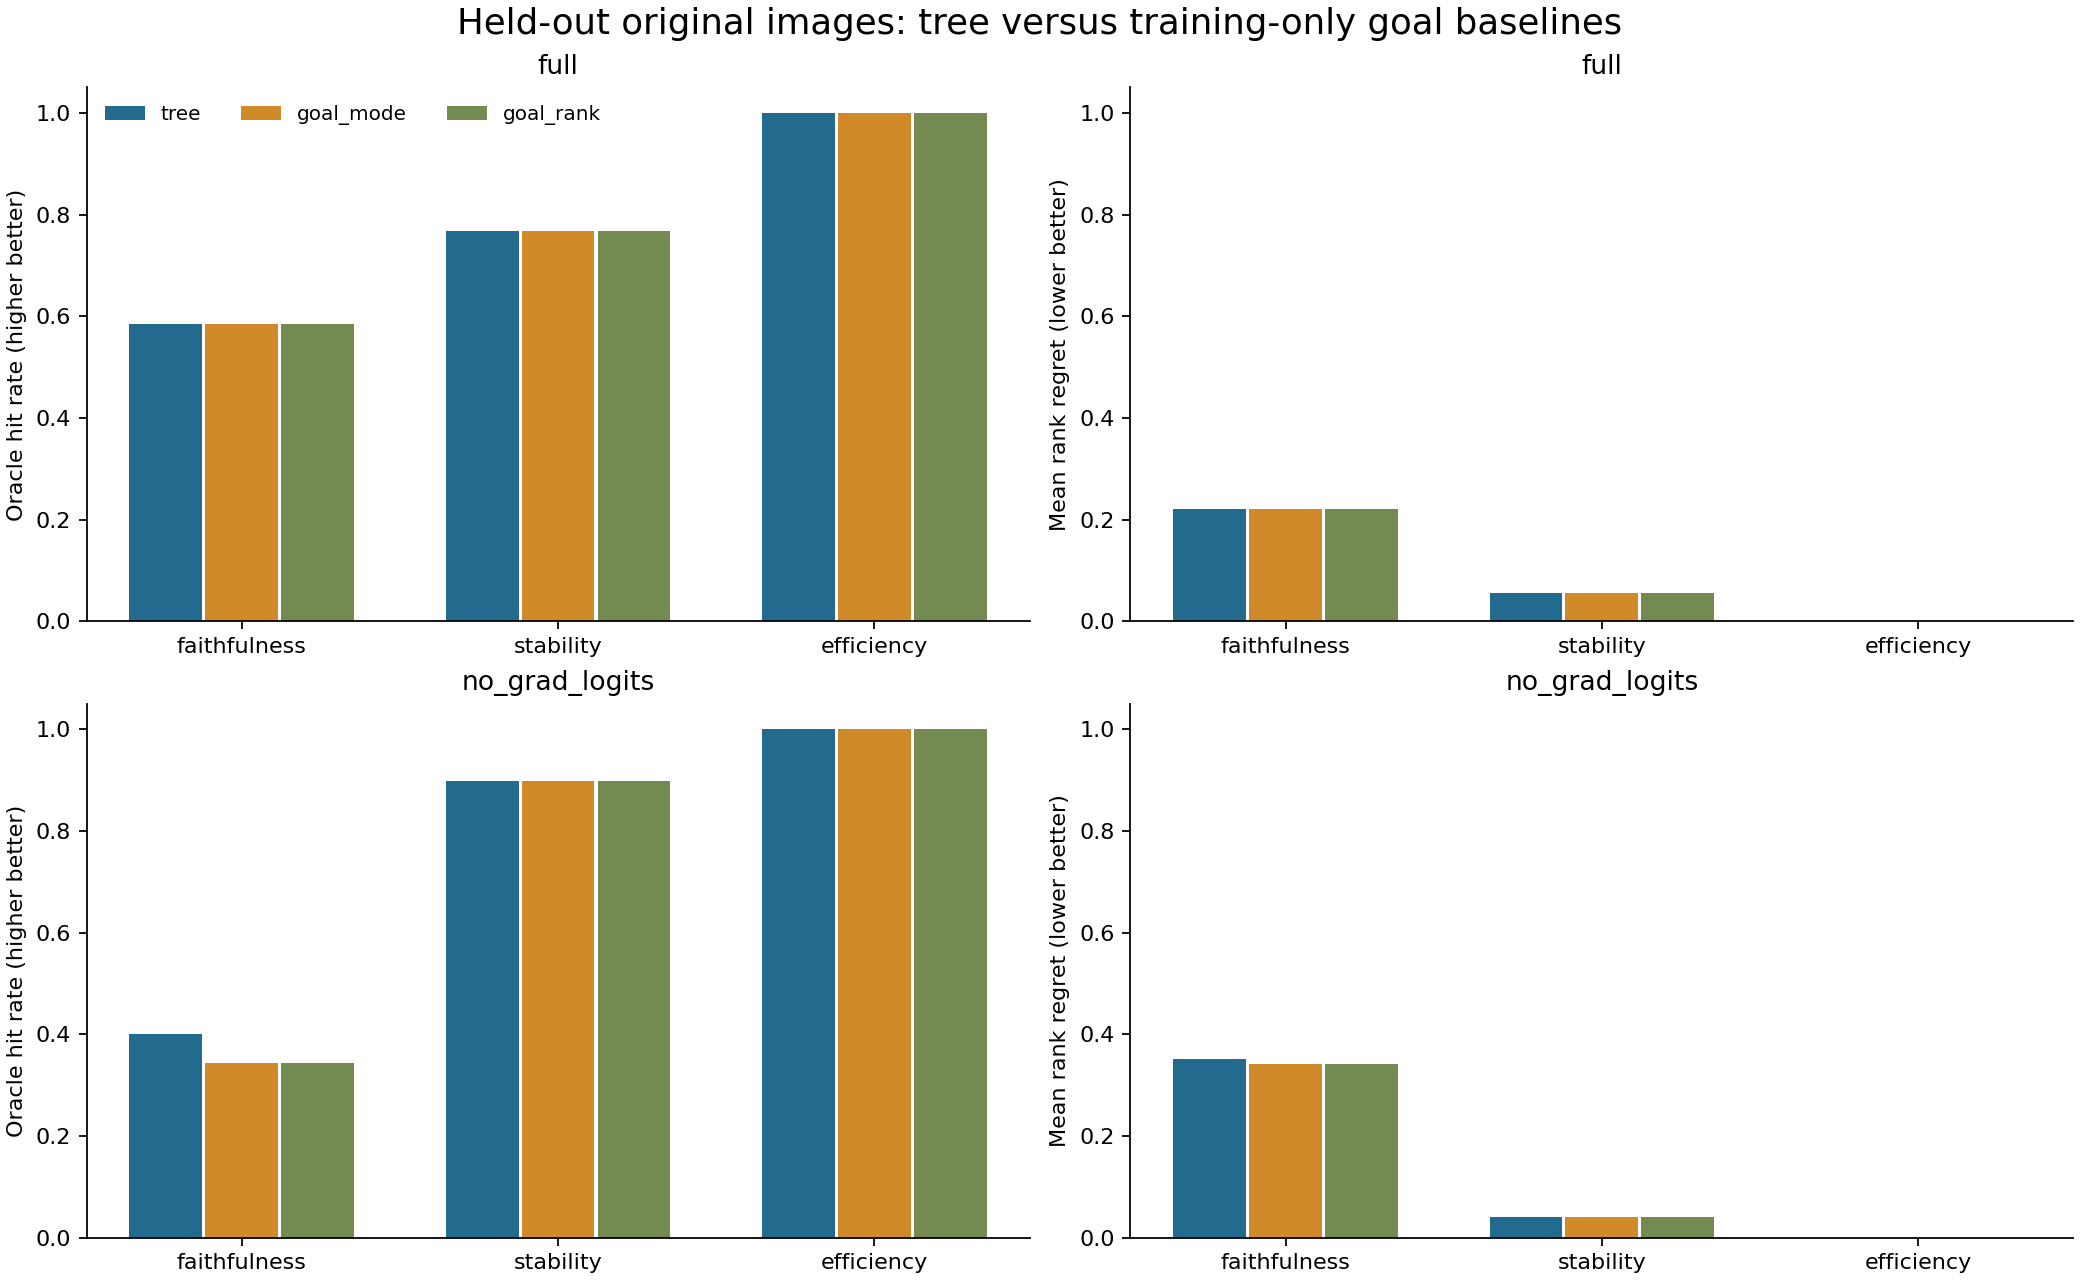 Held-out original images: tree versus training-only goal baselines
full
tree goal_mode goal_rank
Oracle hit rate (higher better)
1.0
0.8
0.6
0.4
0.2
0.0
faithfulness stability efficiency
full
Mean rank regret (lower better)
1.0
0.8
0.6
0.4
0.2
0.0
faithfulness stability efficiency
no_grad_logits
Oracle hit rate (higher better)
1.0
0.8
0.6
0.4
0.2
0.0
faithfulness stability efficiency
no_grad_logits
Mean rank regret (lower better)
1.0
0.8
0.6
0.4
0.2
0.0
faithfulness stability efficiency